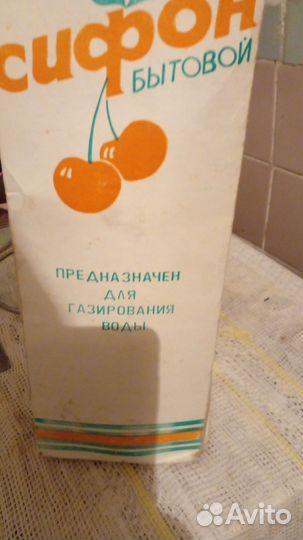 сифон
БЫТОВОЙ
ПРЕДНАЗНАЧЕН
ДЛЯ
ГАЗИРОВАНИЯ
ВОДЫ
Avito